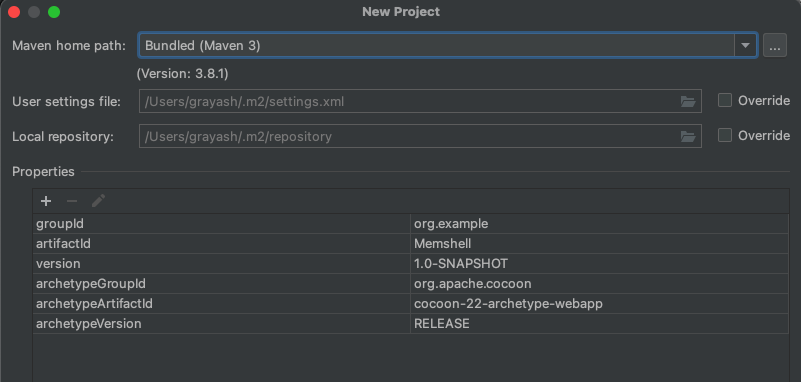 New Project
Maven home path: Bundled (Maven 3) ...
(Version: 3.8.1)
User settings file: /Users/grayash/.m2/settings.xml Override
Local repository: /Users/grayash/.m2/repository Override
Properties
groupId org.example
artifactId Memshell
version 1.0-SNAPSHOT
archetypeGroupId org.apache.cocoon
archetypeArtifactId cocoon-22-archetype-webapp
archetypeVersion RELEASE